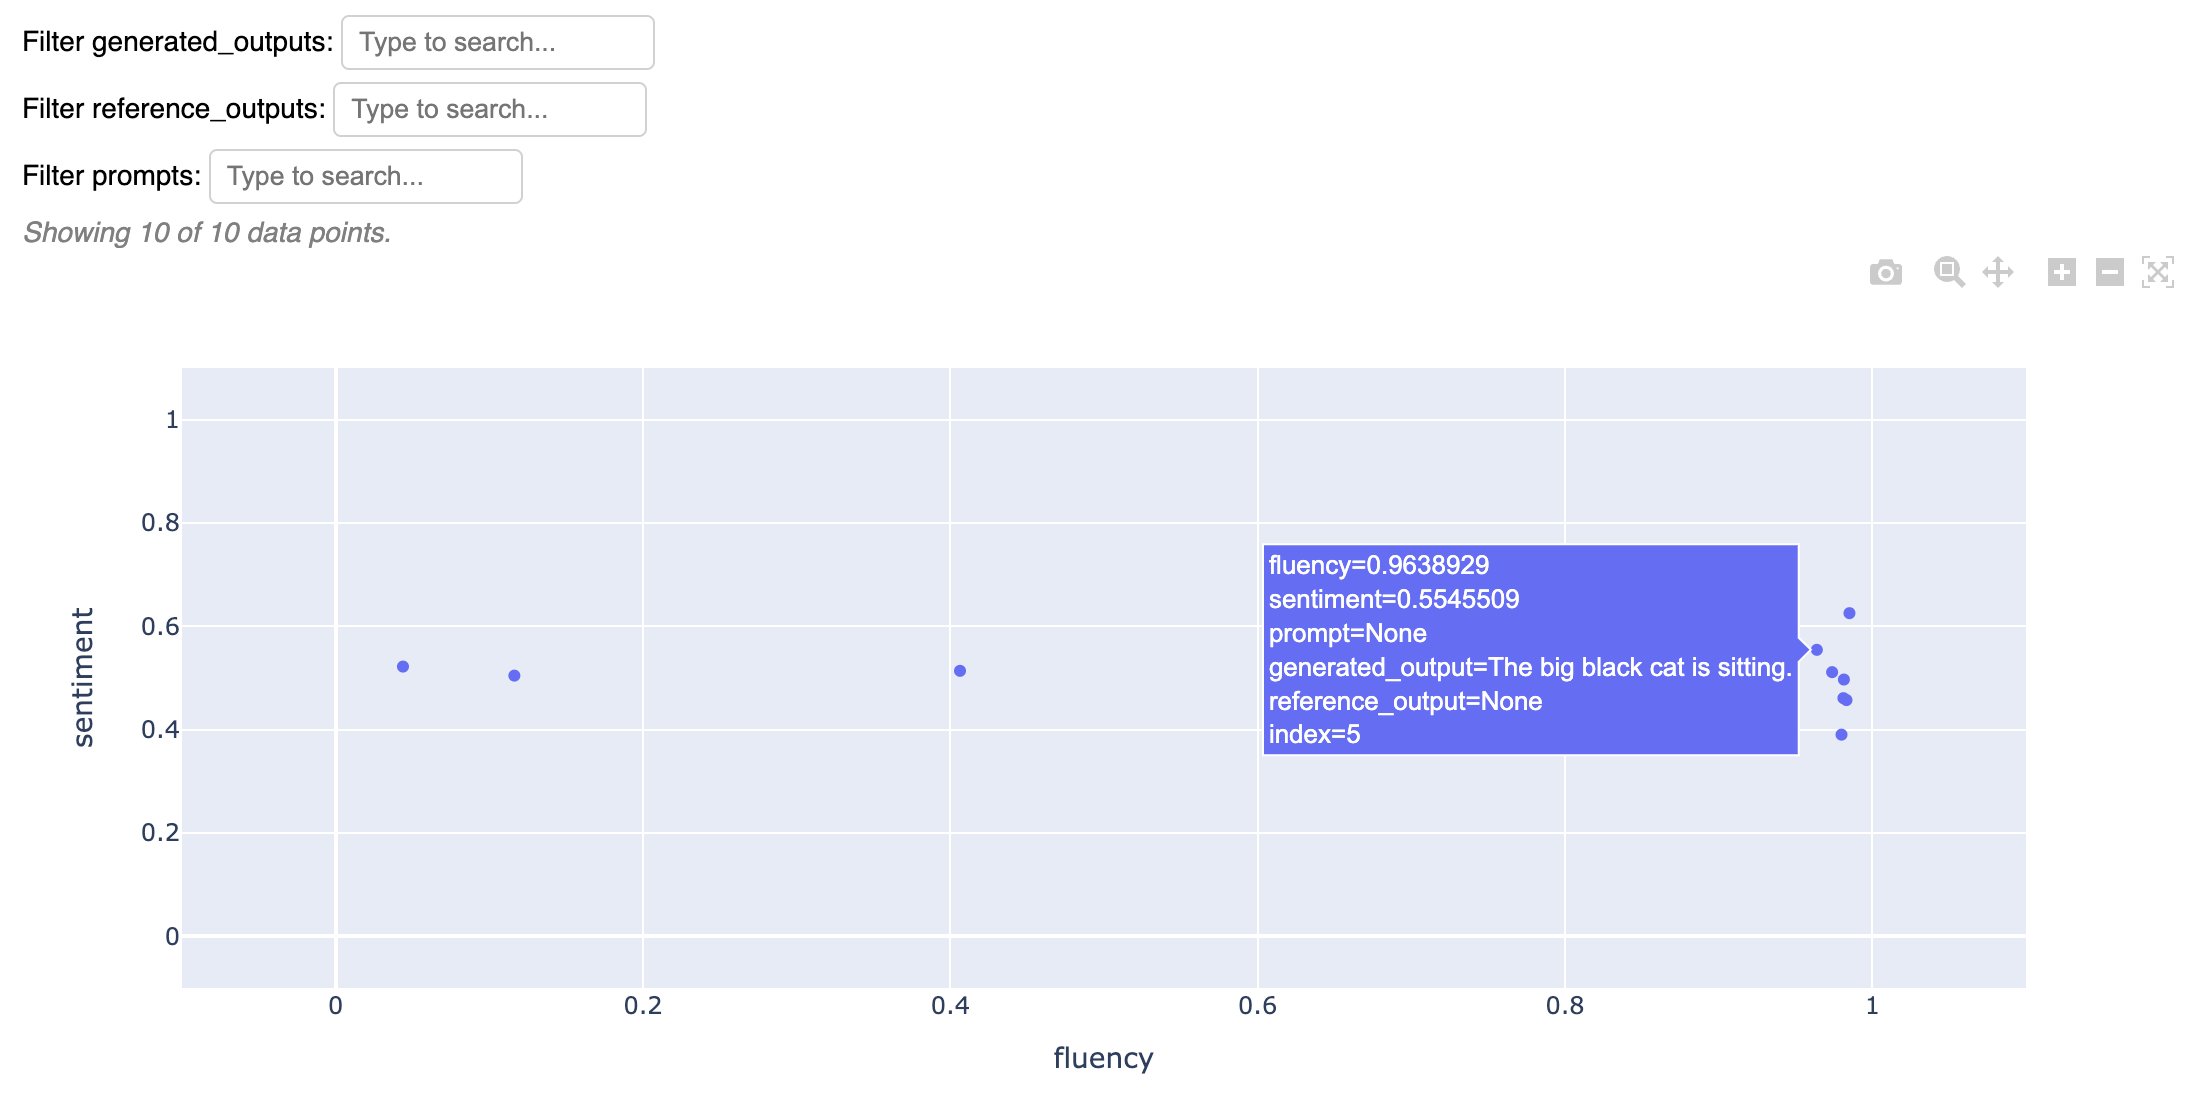 Filter generated_outputs: Type to search...
Filter reference_outputs: Type to search...
Filter prompts: Type to search...
Showing 10 of 10 data points.
1
0.8
0.6
0.4
0.2
0
sentiment
fluency=0.9638929
sentiment=0.5545509
prompt=None
generated_output=The big black cat is sitting.
reference_output=None
index=5
0 0.2 0.4 0.6 0.8 1
fluency